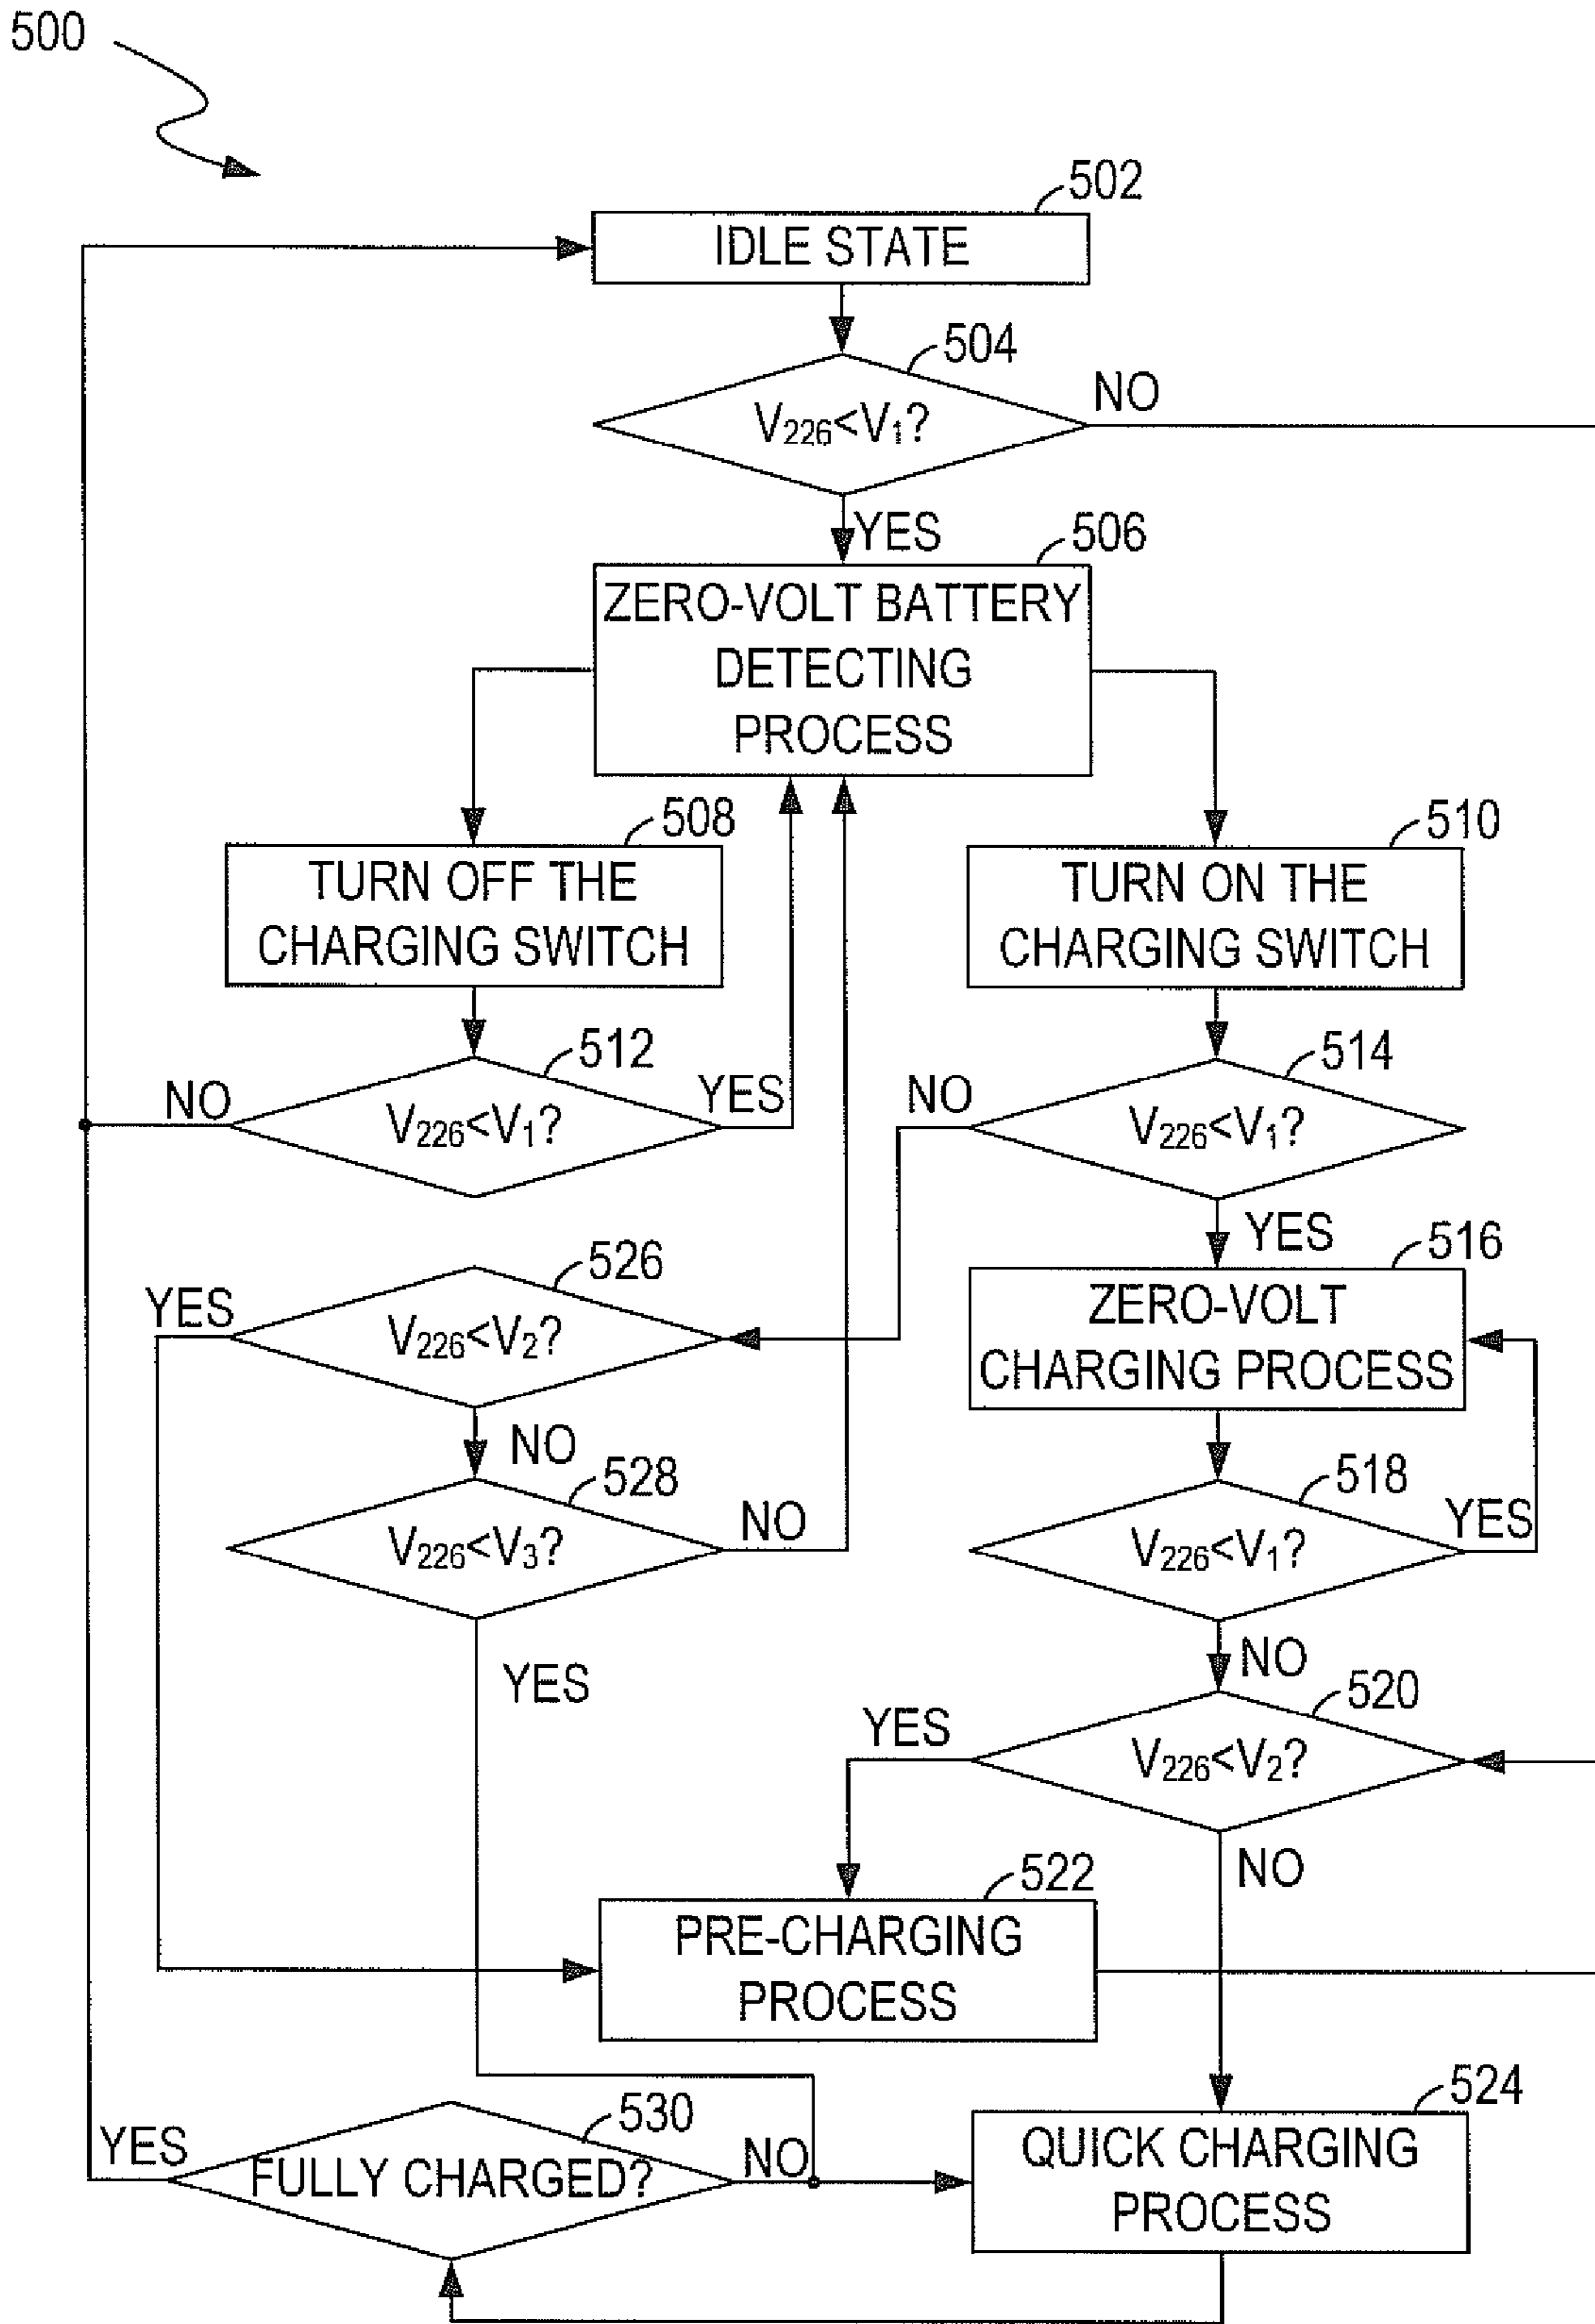 500
502
IDLE STATE
504
V226<V1?
NO
YES
506
ZERO-VOLT BATTERY
DETECTING
PROCESS
508
TURN OFF THE
CHARGING SWITCH
510
TURN ON THE
CHARGING SWITCH
512
NO
V226<V1?
YES
514
NO
V226<V1?
YES
516
ZERO-VOLT
CHARGING PROCESS
526
YES
V226<V2?
NO
528
V226<V3?
NO
YES
518
V226<V1?
YES
NO
520
YES
V226<V2?
NO
522
PRE-CHARGING
PROCESS
524
QUICK CHARGING
PROCESS
530
YES
FULLY CHARGED?
NO